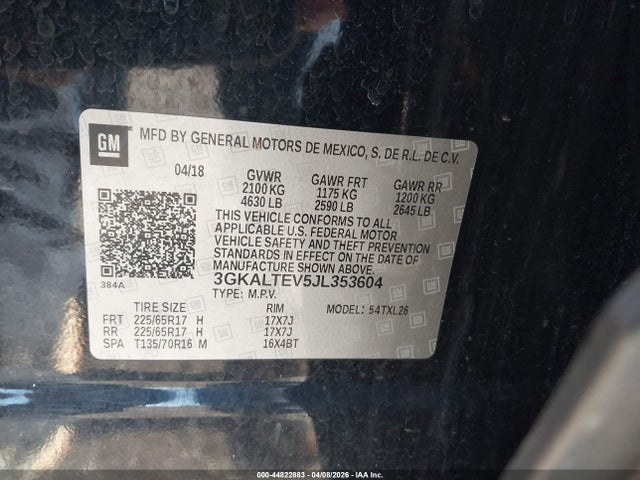 GM
MFD BY GENERAL MOTORS DE MEXICO, S. DE R.L. DE C.V.
04/18 GVWR GAWR FRT GAWR RR
2100 KG 1175 KG 1200 KG
4630 LB 2590 LB 2645 LB
THIS VEHICLE CONFORMS TO ALL
APPLICABLE U.S. FEDERAL MOTOR
VEHICLE SAFETY AND THEFT PREVENTION
STANDARDS IN EFFECT ON THE DATE OF
MANUFACTURE SHOWN ABOVE.
384A 3GKALTEV5JL353604
TYPE: M.P.V. MODEL: 54TXL26
TIRE SIZE RIM
FRT 225/65R17 H 17X7J
RR 225/65R17 H 17X7J
SPA T135/70R16 M 16X4BT
000-44822883 04/08/2026 IAA Inc.